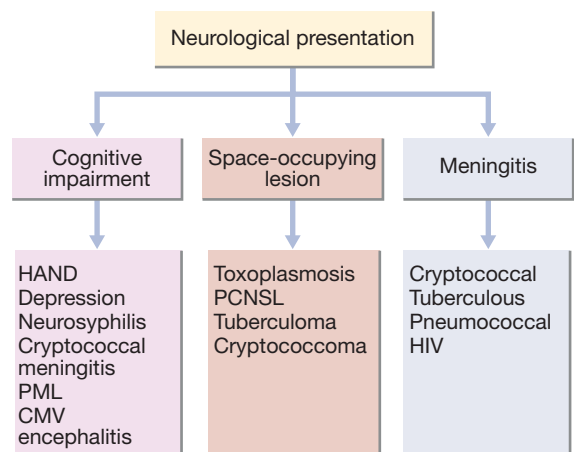 Neurological presentation
Cognitive
impairment
Space-occupying
lesion
Meningitis
HAND
Depression
Neurosyphilis
Cryptococcal
meningitis
PML
CMV
encephalitis
Toxoplasmosis
PCNSL
Tuberculoma
Cryptococcoma
Cryptococcal
Tuberculous
Pneumococcal
HIV